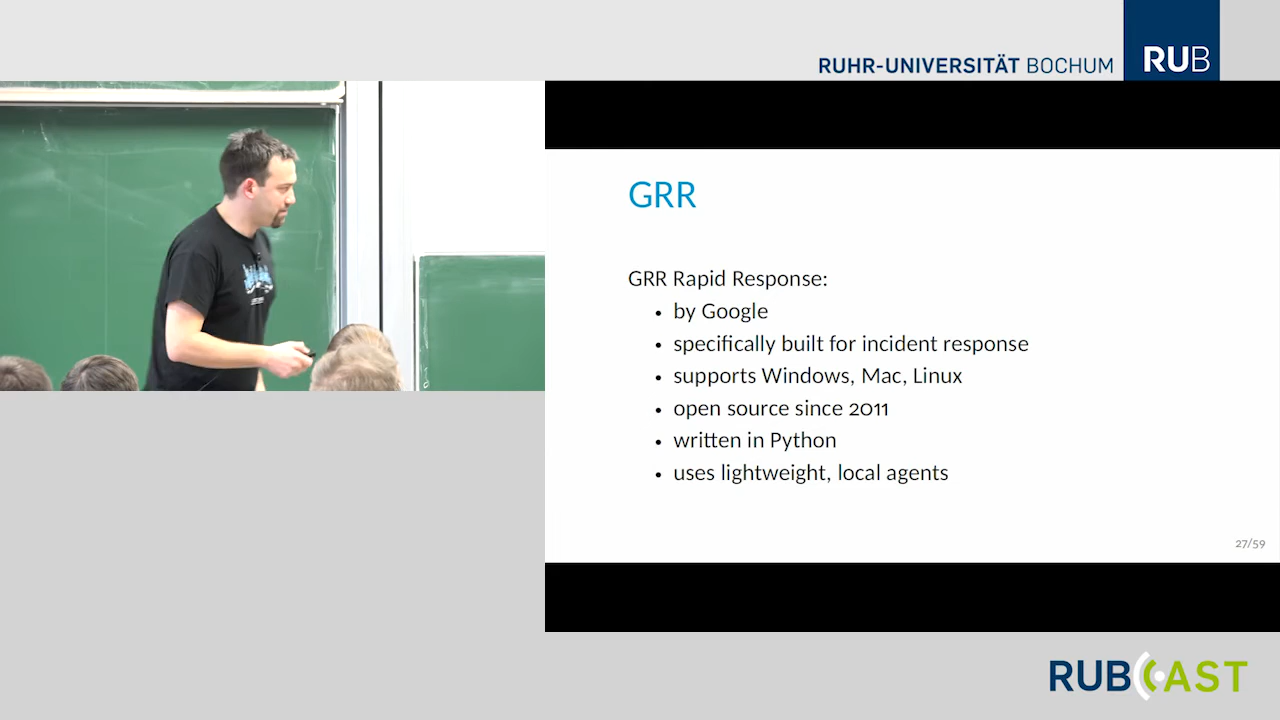 RUHR-UNIVERSITÄT BOCHUM
RUB
GRR
GRR Rapid Response:
• by Google
• specifically built for incident response
• supports Windows, Mac, Linux
• open source since 2011
• written in Python
• uses lightweight, local agents
27/59
RUBCAST